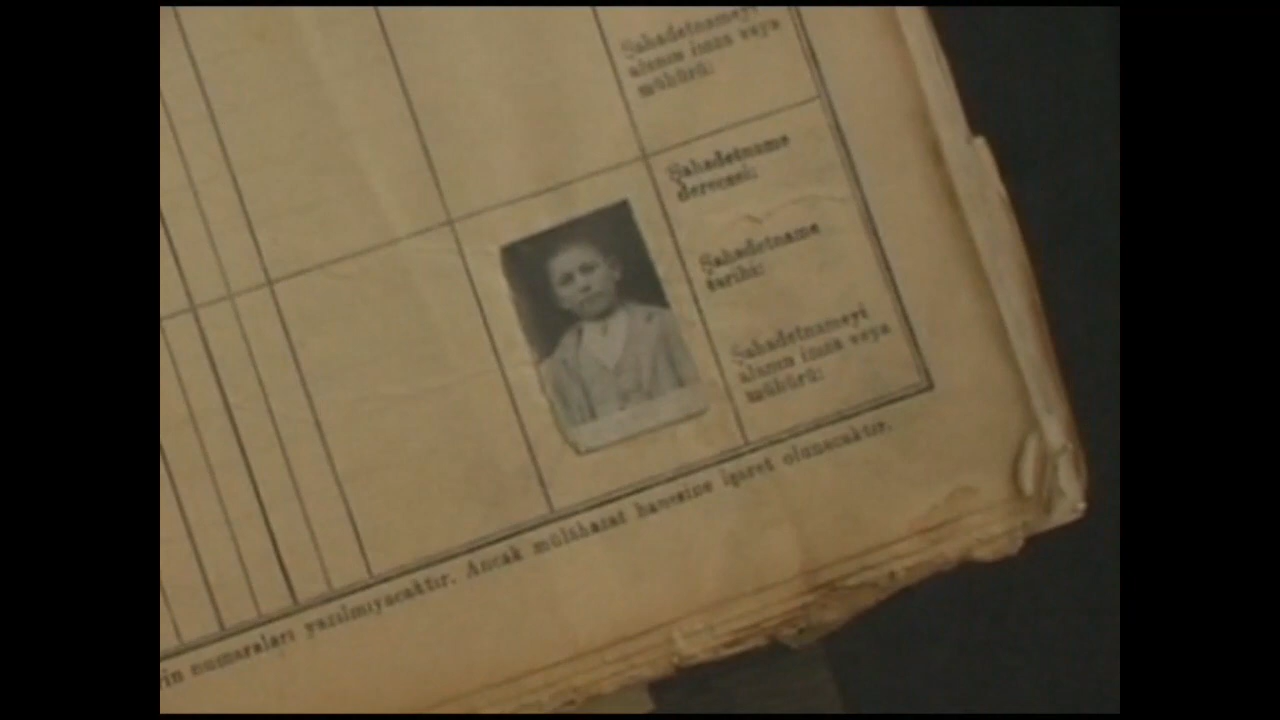 Şahadetnameyi
alanın imza veya
mühürü:
Şahadetname
derecesi:
Şahadetname
tarihi:
Şahadetnameyi
alanın imza veya
mühürü:
rin numaraları yazılmıyacaktır. Ancak mülâhazat hanesine işaret olunacaktır.